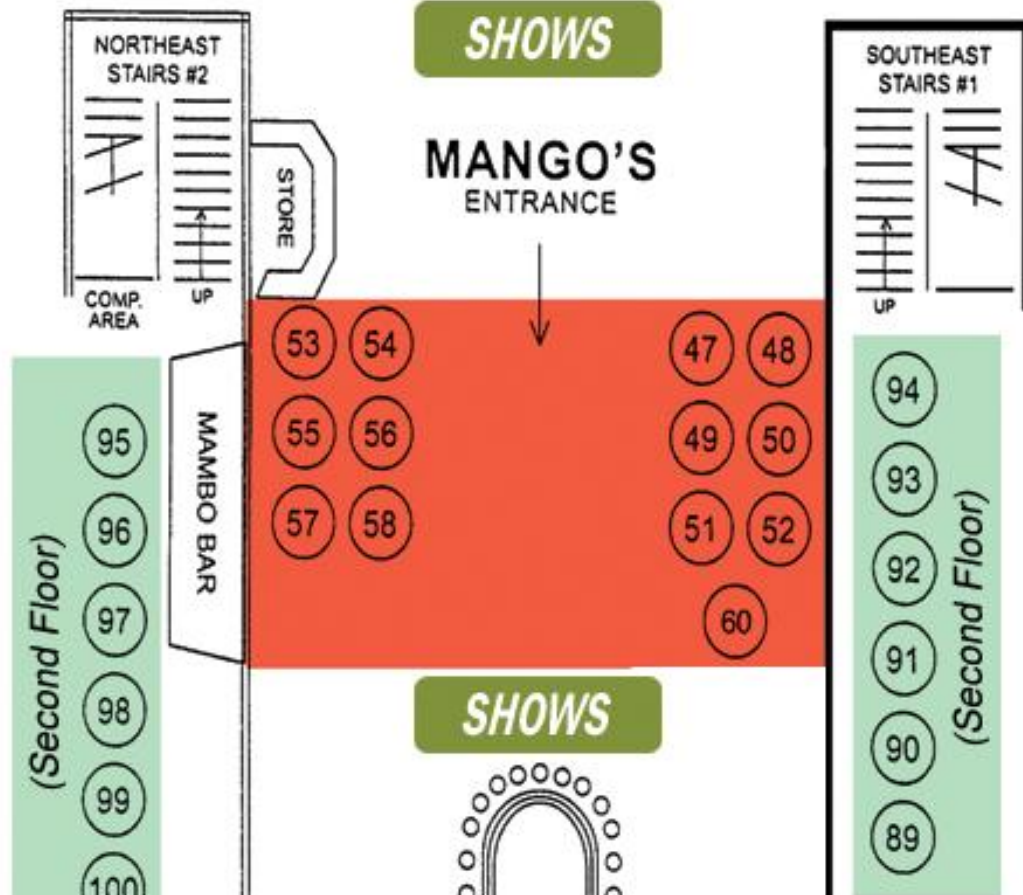 SHOWS
NORTHEAST
STAIRS #2
SOUTHEAST
STAIRS #1
MANGO'S
ENTRANCE
STORE
UP
COMP.
AREA
UP
53 54
47 48
MAMBO BAR
55 56
49 50
57 58
51 52
60
(Second Floor)
95
96
97
98
99
100
94
93
92
91
90
89
(Second Floor)
SHOWS